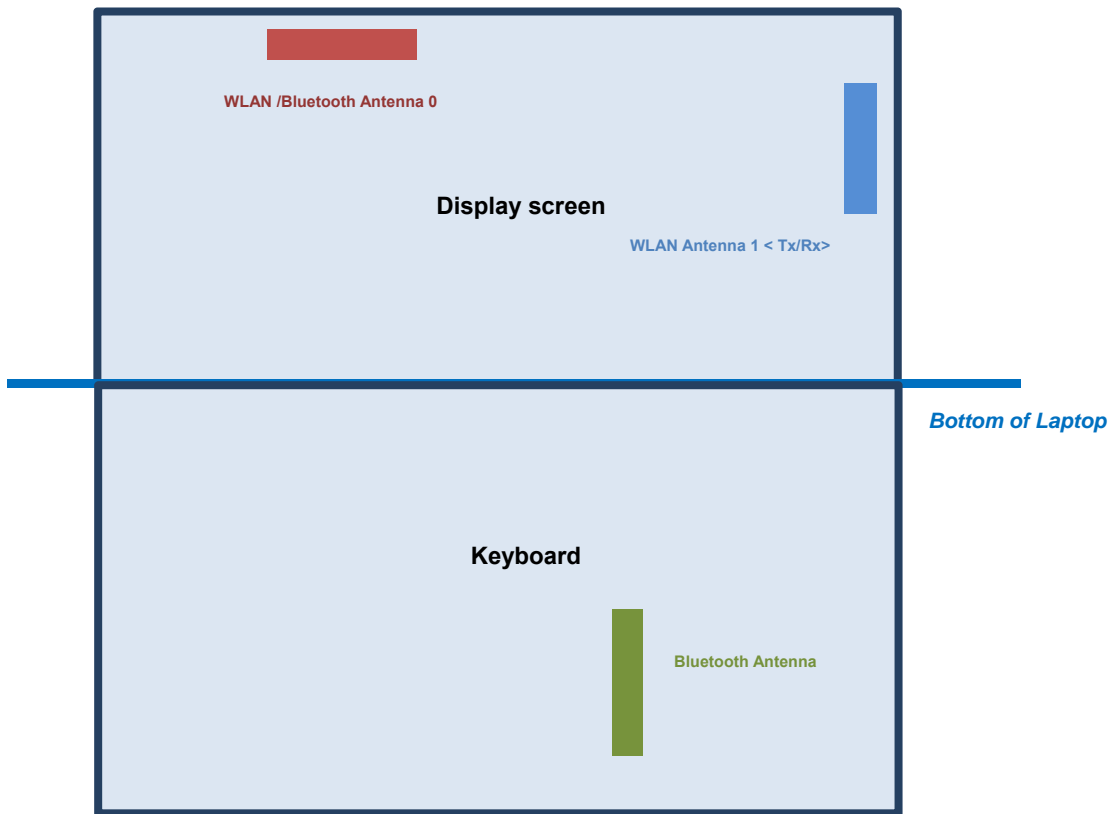 WLAN /Bluetooth Antenna 0
Display screen
WLAN Antenna 1 < Tx/Rx>
Bottom of Laptop
Keyboard
Bluetooth Antenna